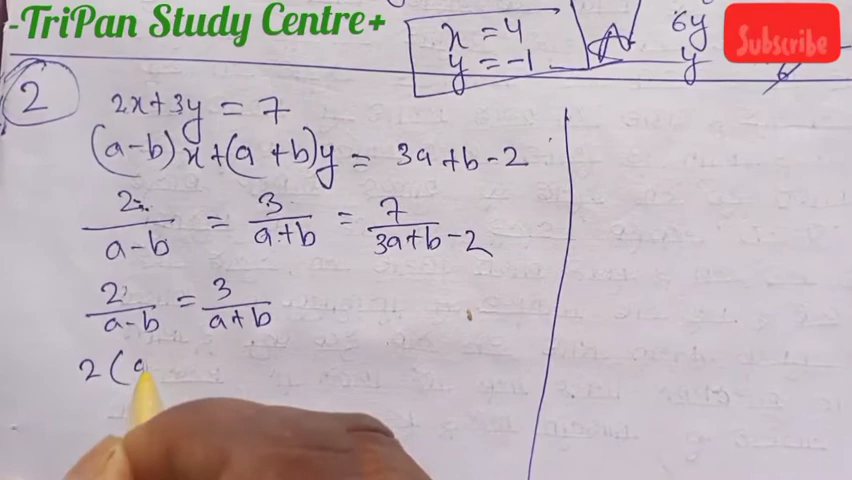 -TriPan Study Centre+
x = 4
y = -1
6y
y
6
Subscribe
2
2x+3y = 7
(a-b)x+(a+b)y = 3a+b-2
2/(a-b) = 3/(a+b) = 7/(3a+b-2)
2/(a-b) = 3/(a+b)
2(a